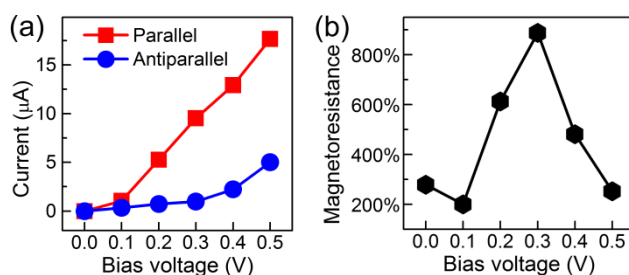 (a)
Parallel
Antiparallel
Current (μA)
15
10
5
0
0.0 0.1 0.2 0.3 0.4 0.5
Bias voltage (V)
(b)
Magnetoresistance
800%
600%
400%
200%
0.0 0.1 0.2 0.3 0.4 0.5
Bias voltage (V)